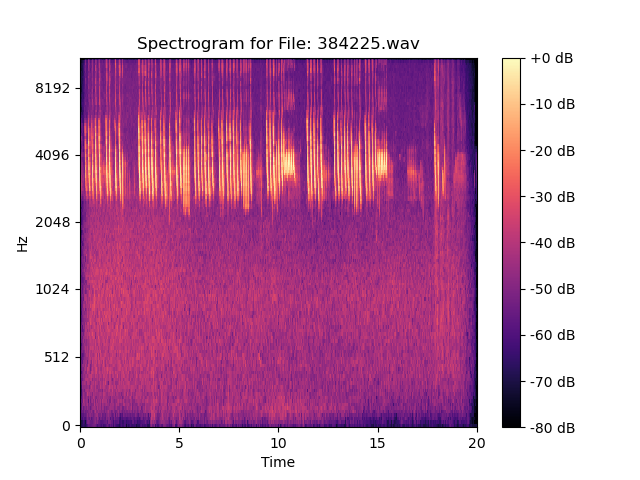 Spectrogram for File: 384225.wav
8192
4096
2048
1024
512
0
Hz
0 5 10 15 20
Time
+0 dB
-10 dB
-20 dB
-30 dB
-40 dB
-50 dB
-60 dB
-70 dB
-80 dB